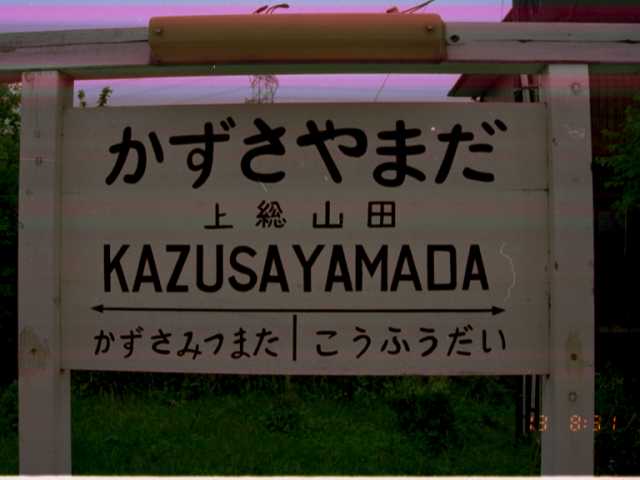 かずさやまだ
上総山田
KAZUSAYAMADA
かずさみつまた こうふうだい
13 8:31